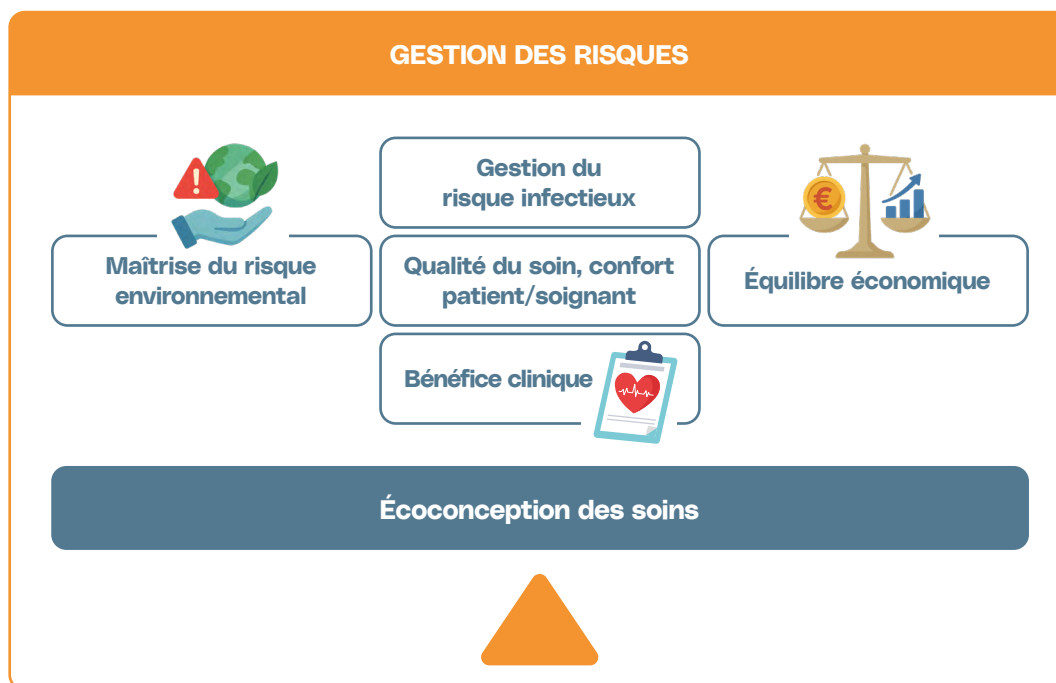 GESTION DES RISQUES
Gestion du
risque infectieux
Maîtrise du risque
environnemental
Qualité du soin, confort
patient/soignant
Équilibre économique
Bénéfice clinique
Écoconception des soins